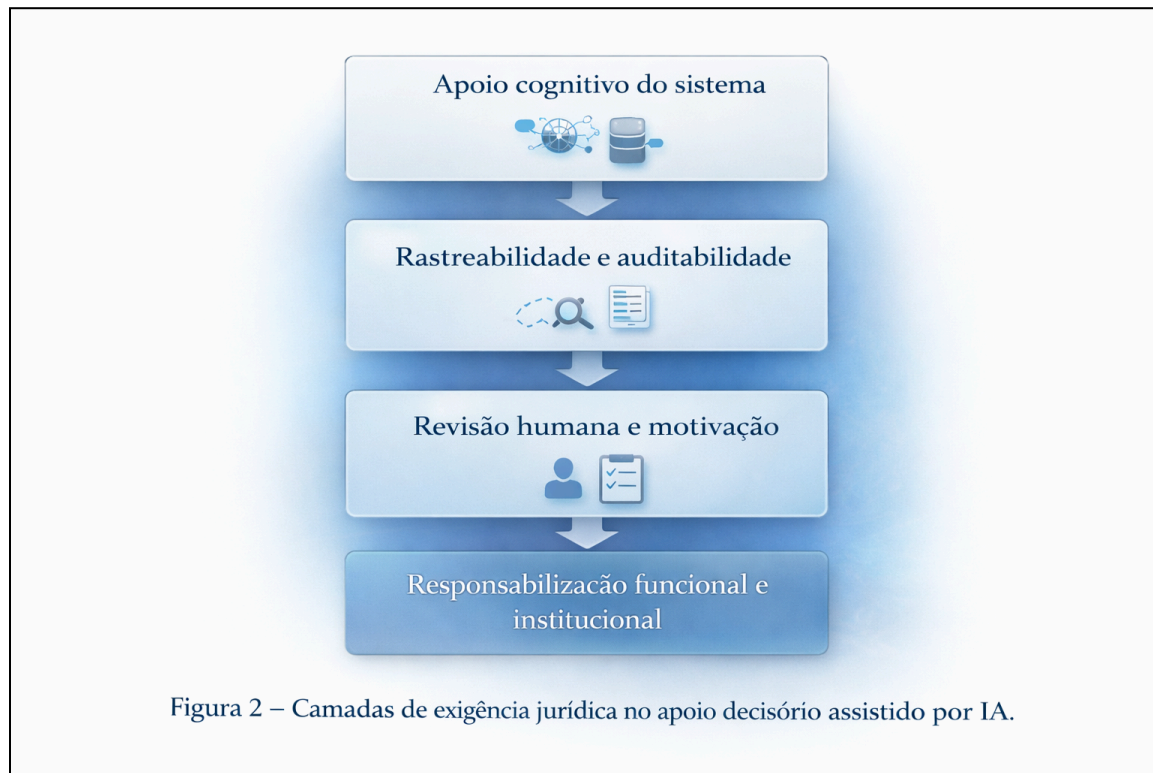 Apoio cognitivo do sistema
Rastreabilidade e auditabilidade
Revisão humana e motivação
Responsabilizacão funcional e
institucional
Figura 2 – Camadas de exigência jurídica no apoio decisório assistido por IA.